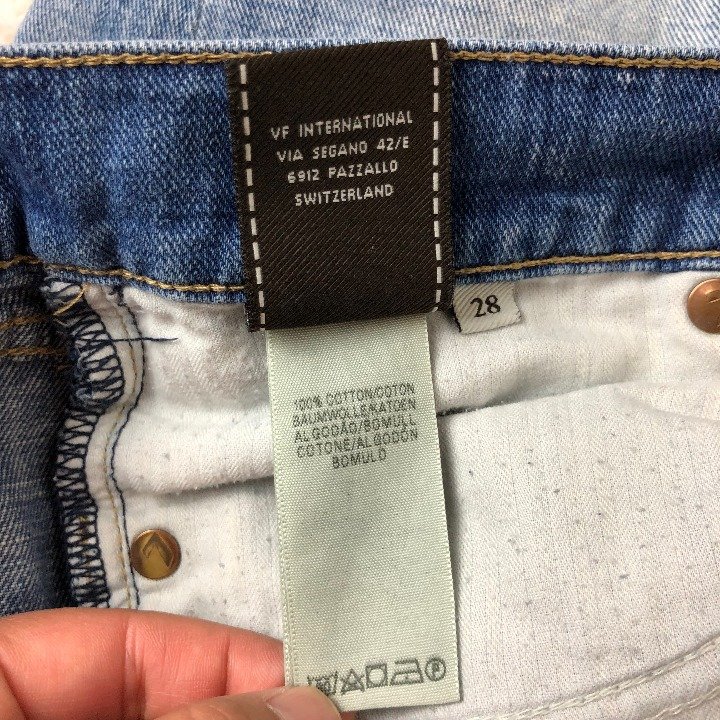 VF INTERNATIONAL
VIA SEGANO 42/E
6912 PAZZALLO
SWITZERLAND
28
100% COTTON/COTON
BAUMWOLLE/KATOEN
ALGODÃO/BOMULL
COTONE/ALGODÓN
BOMULD